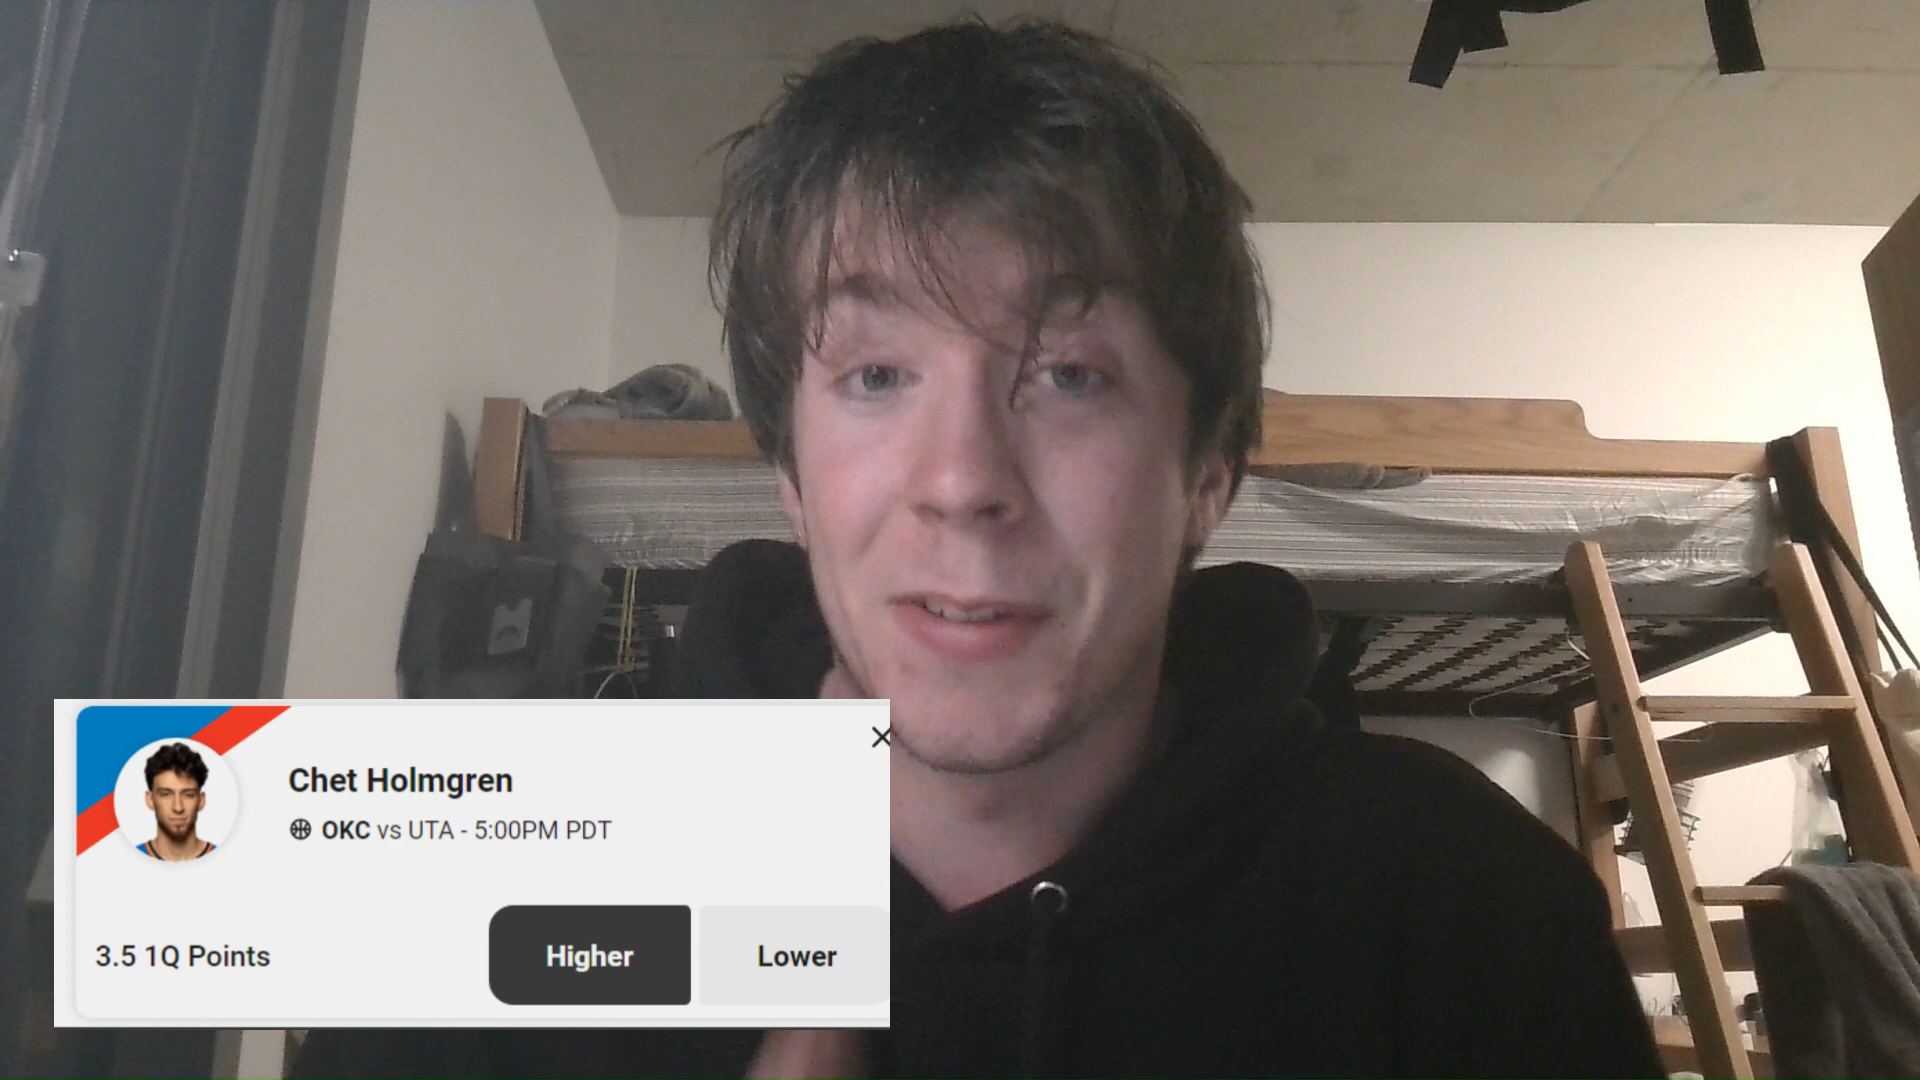 Chet Holmgren
OKC vs UTA - 5:00PM PDT
3.5 1Q Points
Higher
Lower